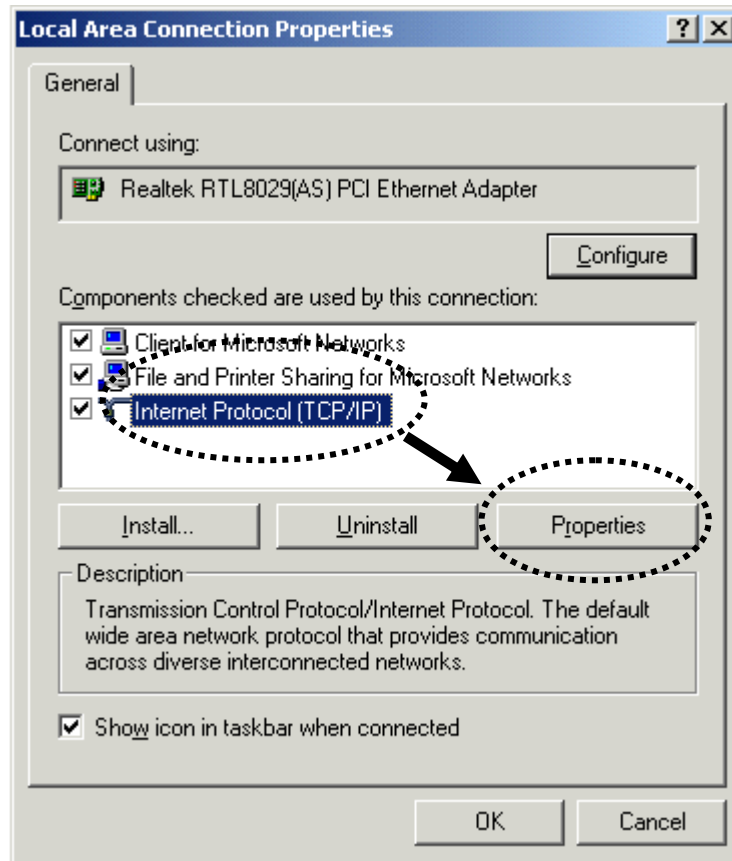 Local Area Connection Properties
General
Connect using:
Realtek RTL8029(AS) PCI Ethernet Adapter
Configure
Components checked are used by this connection:
Client for Microsoft Networks
File and Printer Sharing for Microsoft Networks
Internet Protocol (TCP/IP)
Install... Uninstall Properties
Description
Transmission Control Protocol/Internet Protocol. The default
wide area network protocol that provides communication
across diverse interconnected networks.
Show icon in taskbar when connected
OK Cancel